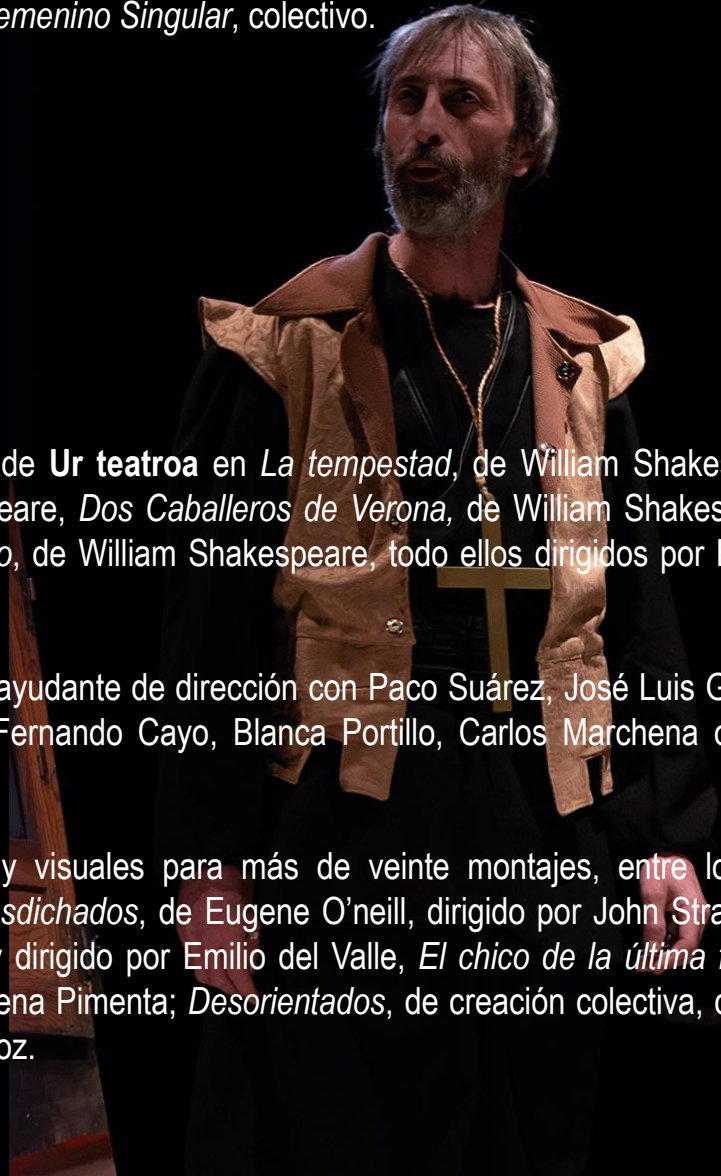 emenino Singular, colectivo.
de Ur teatroa en La tempestad, de William Shake
eare, Dos Caballeros de Verona, de William Shakes
o, de William Shakespeare, todo ellos dirigidos por
ayudante de dirección con Paco Suárez, José Luis G
Fernando Cayo, Blanca Portillo, Carlos Marchena
y visuales para más de veinte montajes, entre lo
sdichados, de Eugene O’neill, dirigido por John Stra
dirigido por Emilio del Valle, El chico de la última
ena Pimenta; Desorientados, de creación colectiva,
oz.